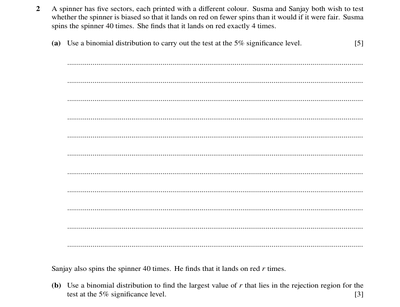 2 A spinner has five sectors, each printed with a different colour. Susma and Sanjay both wish to test
whether the spinner is biased so that it lands on red on fewer spins than it would if it were fair. Susma
spins the spinner 40 times. She finds that it lands on red exactly 4 times.
(a) Use a binomial distribution to carry out the test at the 5% significance level. [5]
Sanjay also spins the spinner 40 times. He finds that it lands on red r times.
(b) Use a binomial distribution to find the largest value of r that lies in the rejection region for the
test at the 5% significance level. [3]